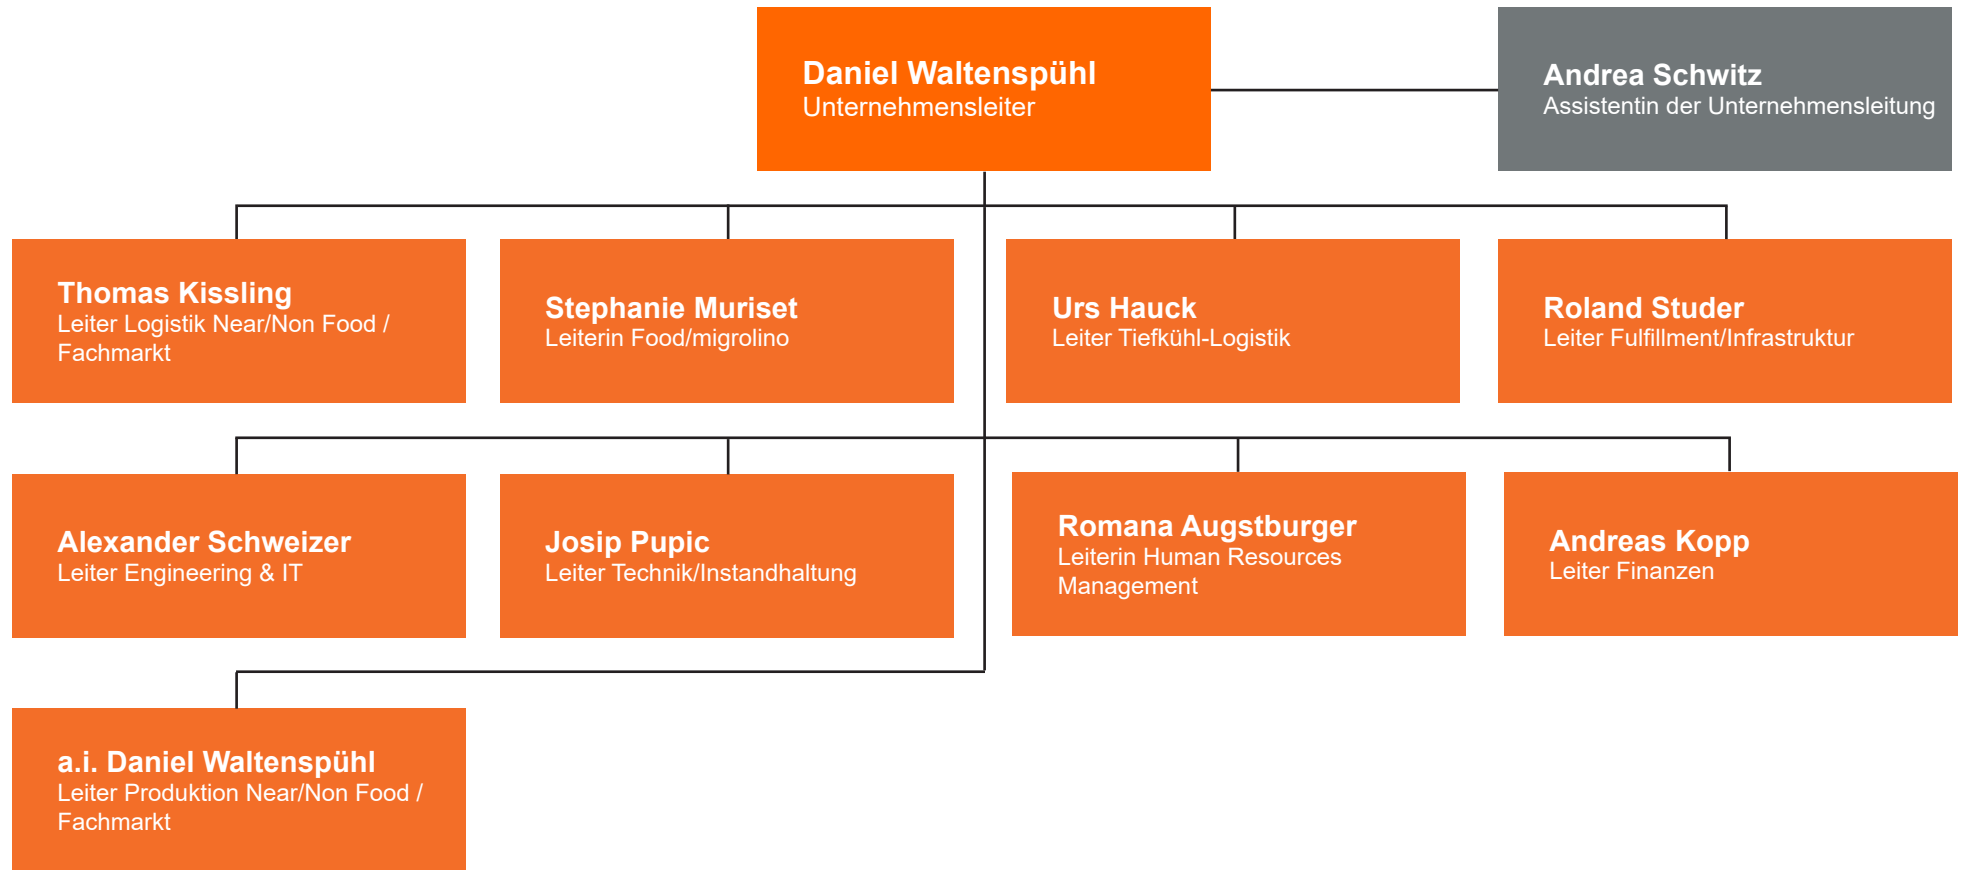 Daniel Waltenspühl
Unternehmensleiter
Andrea Schwitz
Assistentin der Unternehmensleitung
Thomas Kissling
Leiter Logistik Near/Non Food /
Fachmarkt
Stephanie Muriset
Leiterin Food/migrolino
Urs Hauck
Leiter Tiefkühl-Logistik
Roland Studer
Leiter Fulfillment/Infrastruktur
Alexander Schweizer
Leiter Engineering & IT
Josip Pupic
Leiter Technik/Instandhaltung
Romana Augstburger
Leiterin Human Resources
Management
Andreas Kopp
Leiter Finanzen
a.i. Daniel Waltenspühl
Leiter Produktion Near/Non Food /
Fachmarkt